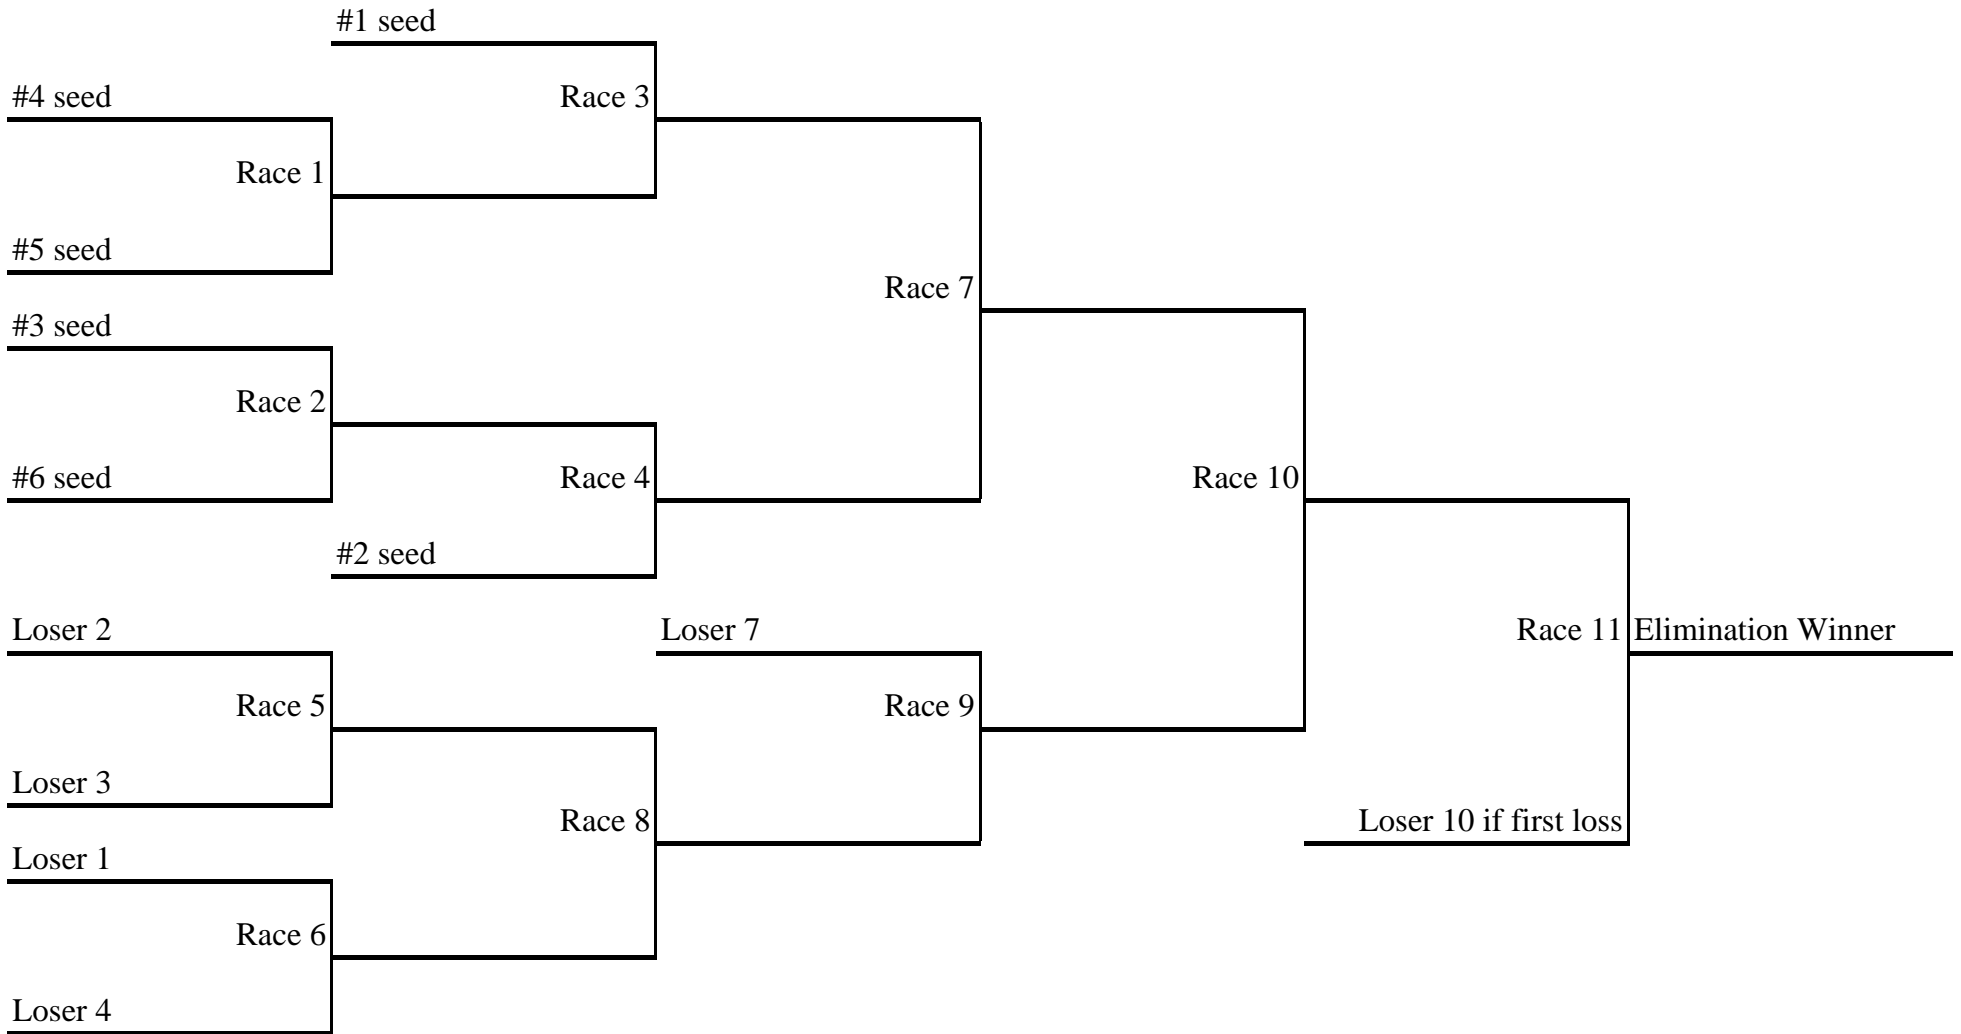 #1 seed
#4 seed
Race 3
Race 1
#5 seed
Race 7
#3 seed
Race 2
#6 seed
Race 4
Race 10
#2 seed
Loser 2
Loser 7
Race 11
Elimination Winner
Race 5
Race 9
Loser 3
Race 8
Loser 10 if first loss
Loser 1
Race 6
Loser 4